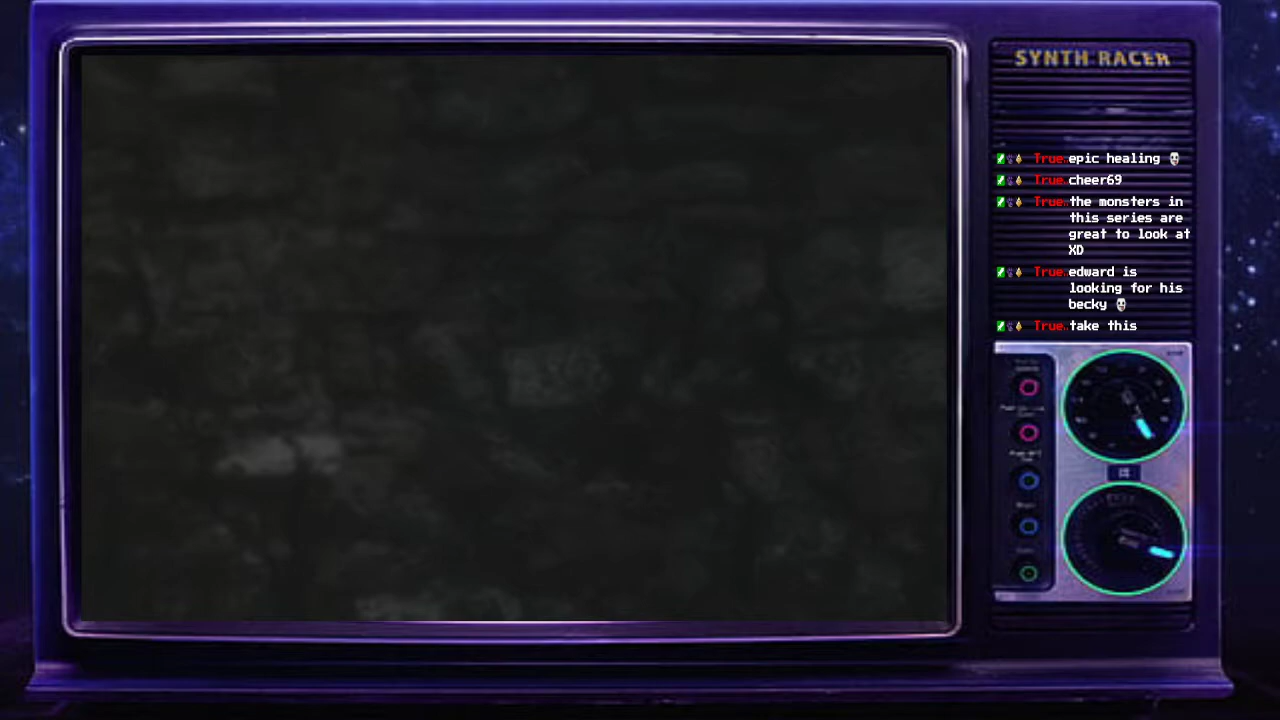 SYNTH RACER
True: epic healing
True: cheer69
True: the monsters in
this series are
great to look at
XD
True: edward is
looking for his
becky
True: take this